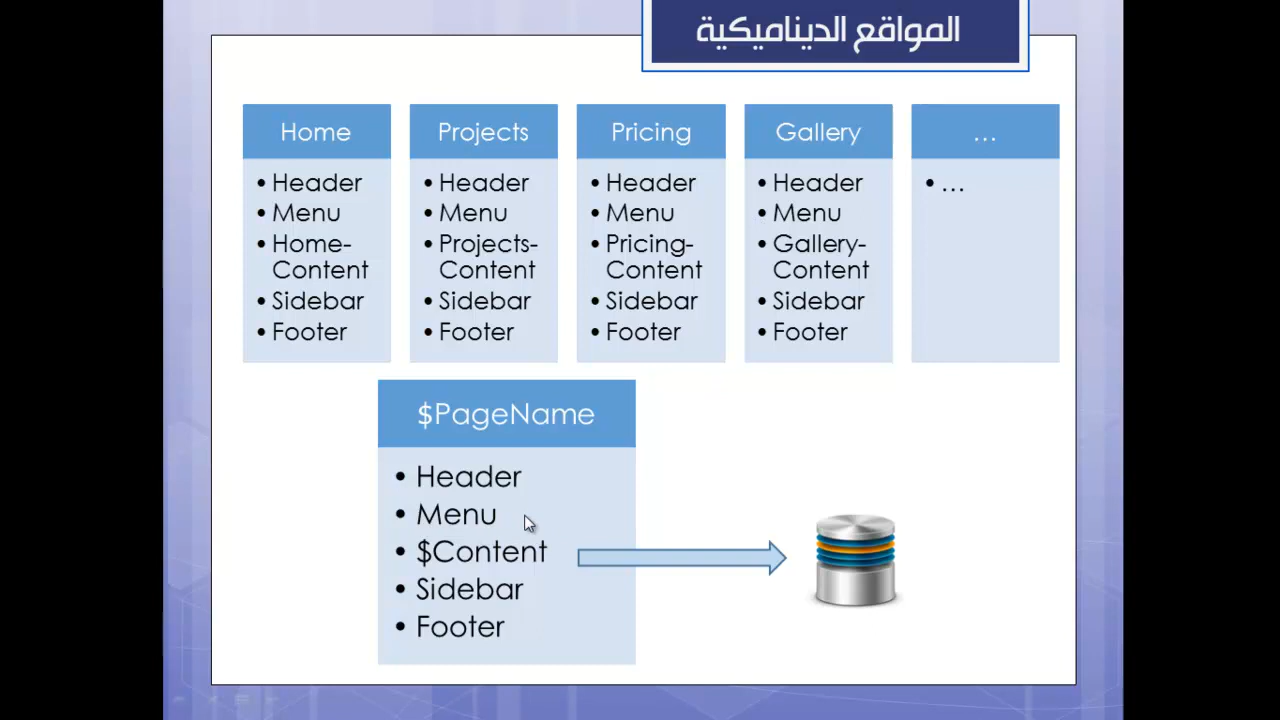 المواقع الديناميكية
Home
• Header
• Menu
• Home-
Content
• Sidebar
• Footer
Projects
• Header
• Menu
• Projects-
Content
• Sidebar
• Footer
Pricing
• Header
• Menu
• Pricing-
Content
• Sidebar
• Footer
Gallery
• Header
• Menu
• Gallery-
Content
• Sidebar
• Footer
...
• ...
$PageName
• Header
• Menu
• $Content
• Sidebar
• Footer